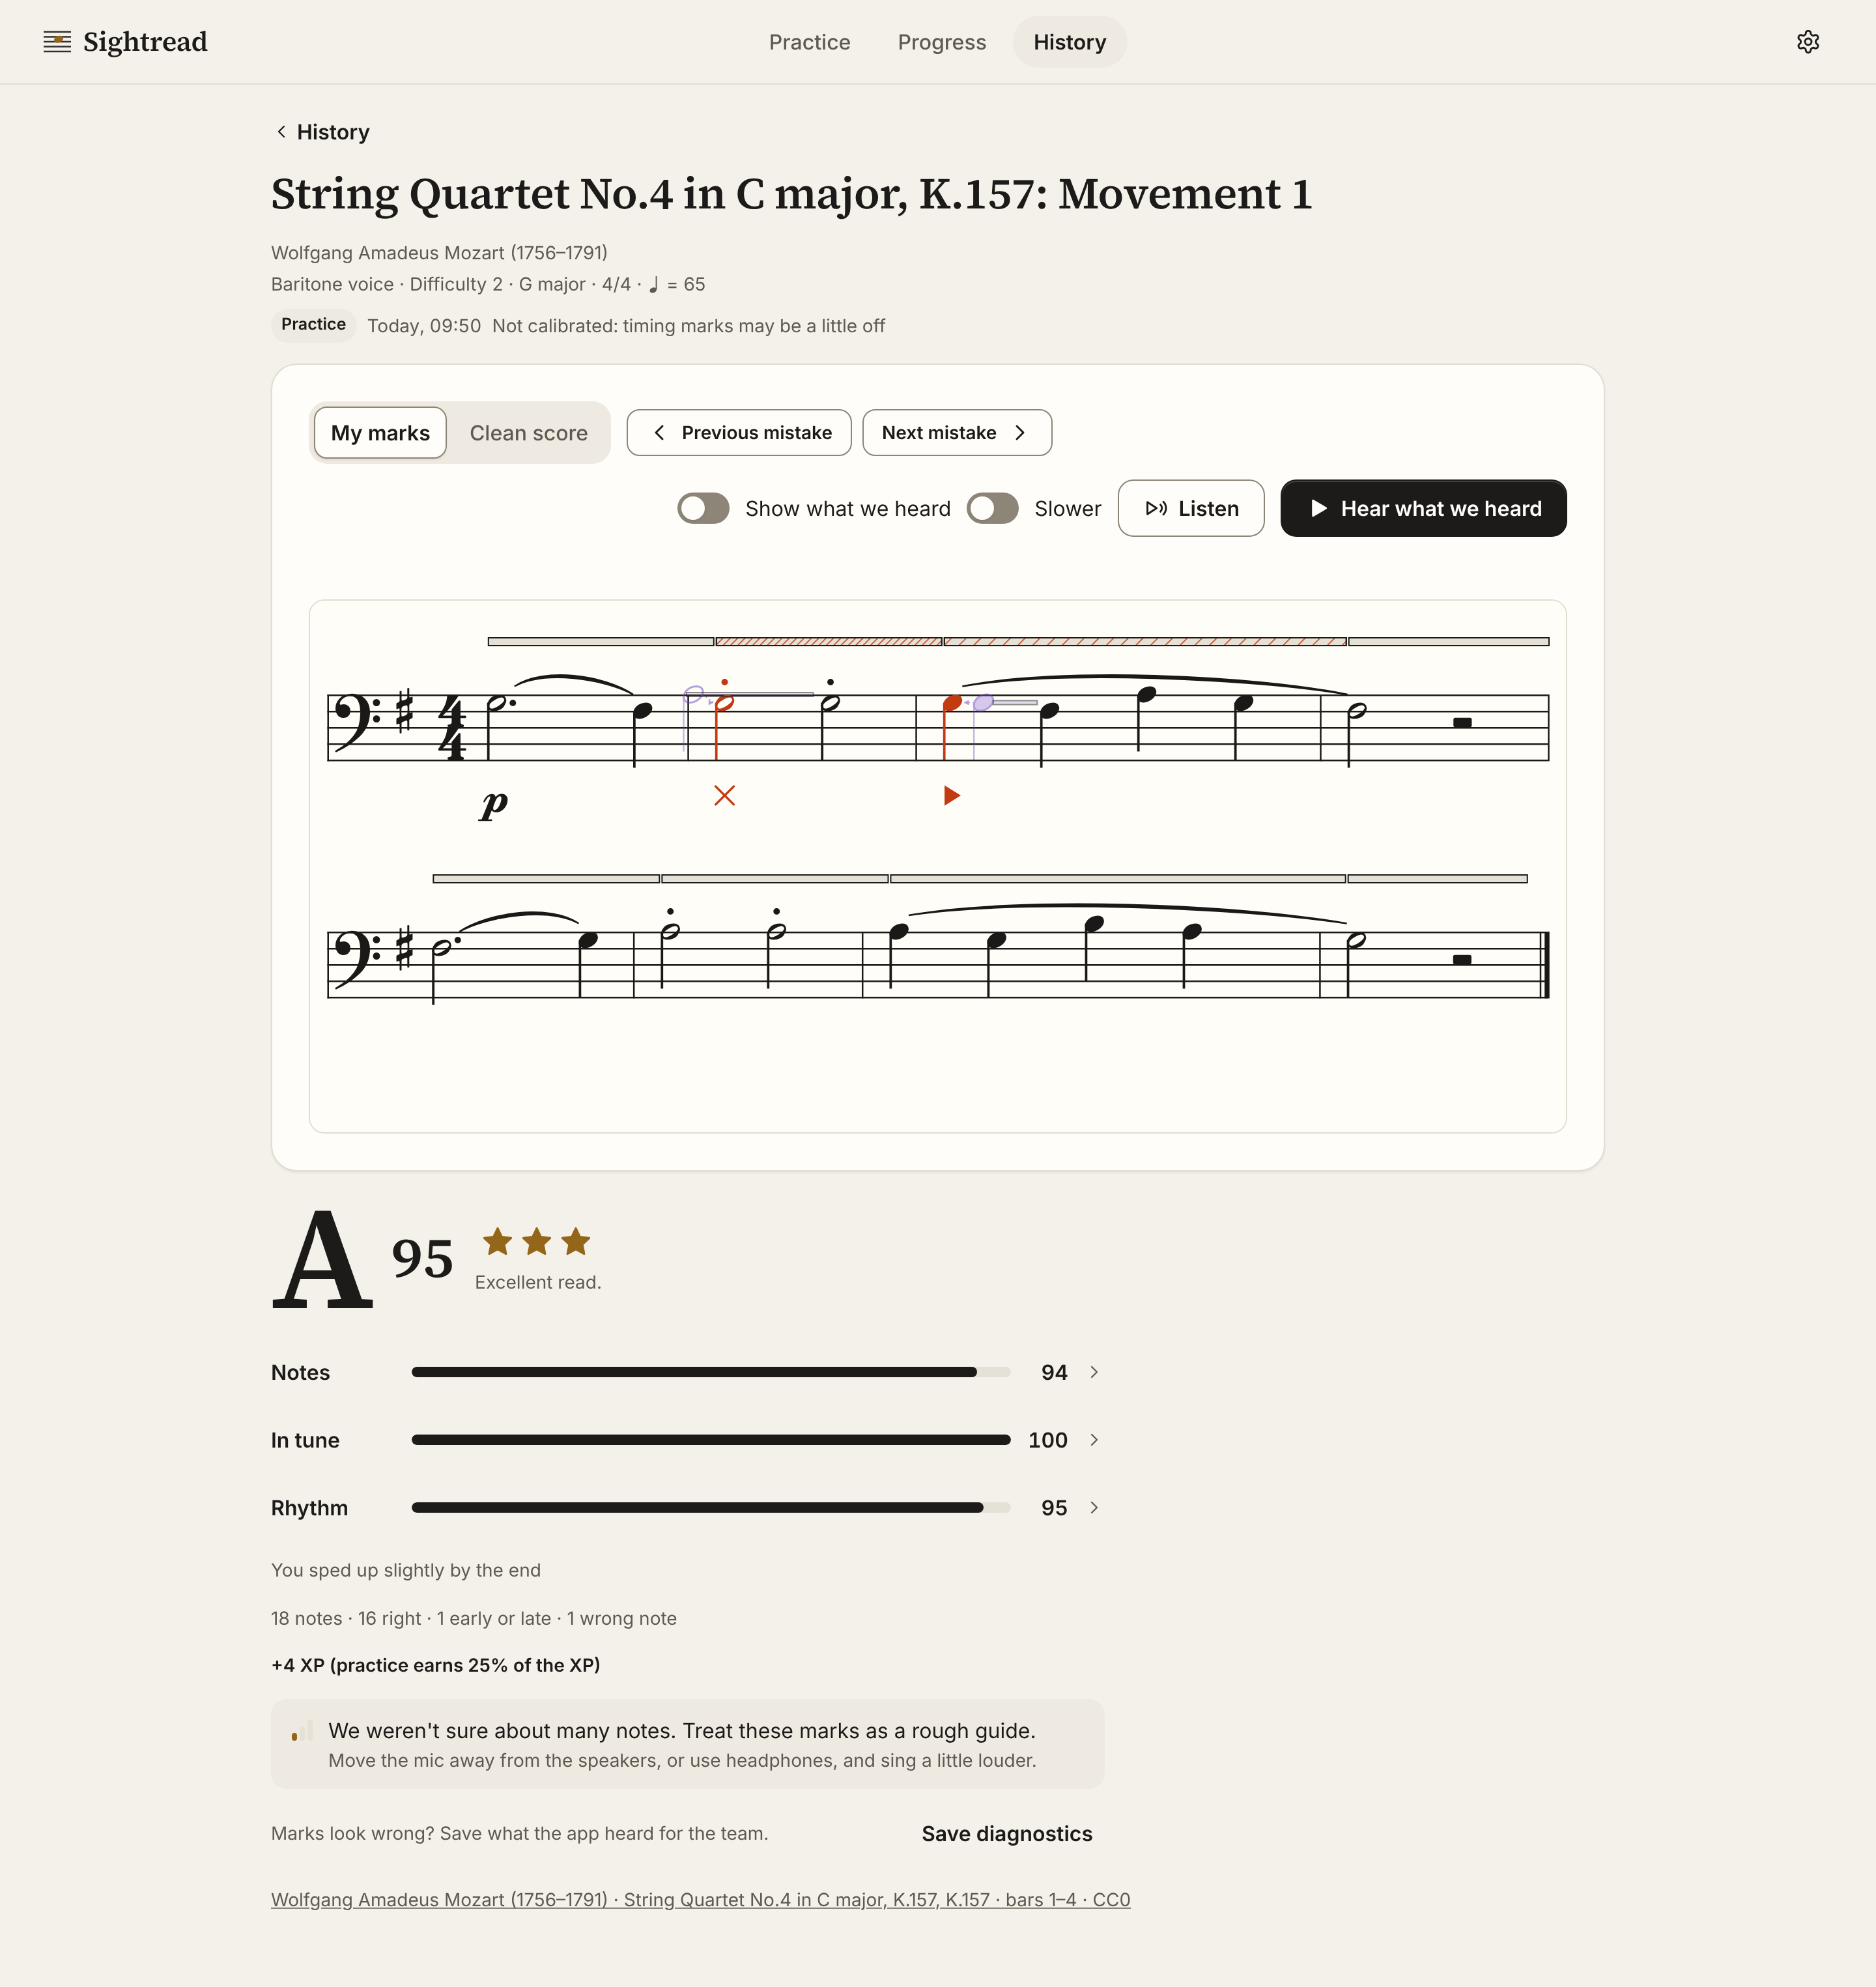 Sightread
Practice
Progress
History
History
String Quartet No.4 in C major, K.157: Movement 1
Wolfgang Amadeus Mozart (1756–1791)
Baritone voice · Difficulty 2 · G major · 4/4 · ♩ = 65
Practice Today, 09:50 Not calibrated: timing marks may be a little off
My marks Clean score Previous mistake Next mistake
Show what we heard Slower Listen Hear what we heard
4
4
p
A 95
Excellent read.
Notes 94
In tune 100
Rhythm 95
You sped up slightly by the end
18 notes · 16 right · 1 early or late · 1 wrong note
+4 XP (practice earns 25% of the XP)
We weren't sure about many notes. Treat these marks as a rough guide.
Move the mic away from the speakers, or use headphones, and sing a little louder.
Marks look wrong? Save what the app heard for the team. Save diagnostics
Wolfgang Amadeus Mozart (1756–1791) · String Quartet No.4 in C major, K.157, K.157 · bars 1–4 · CC0